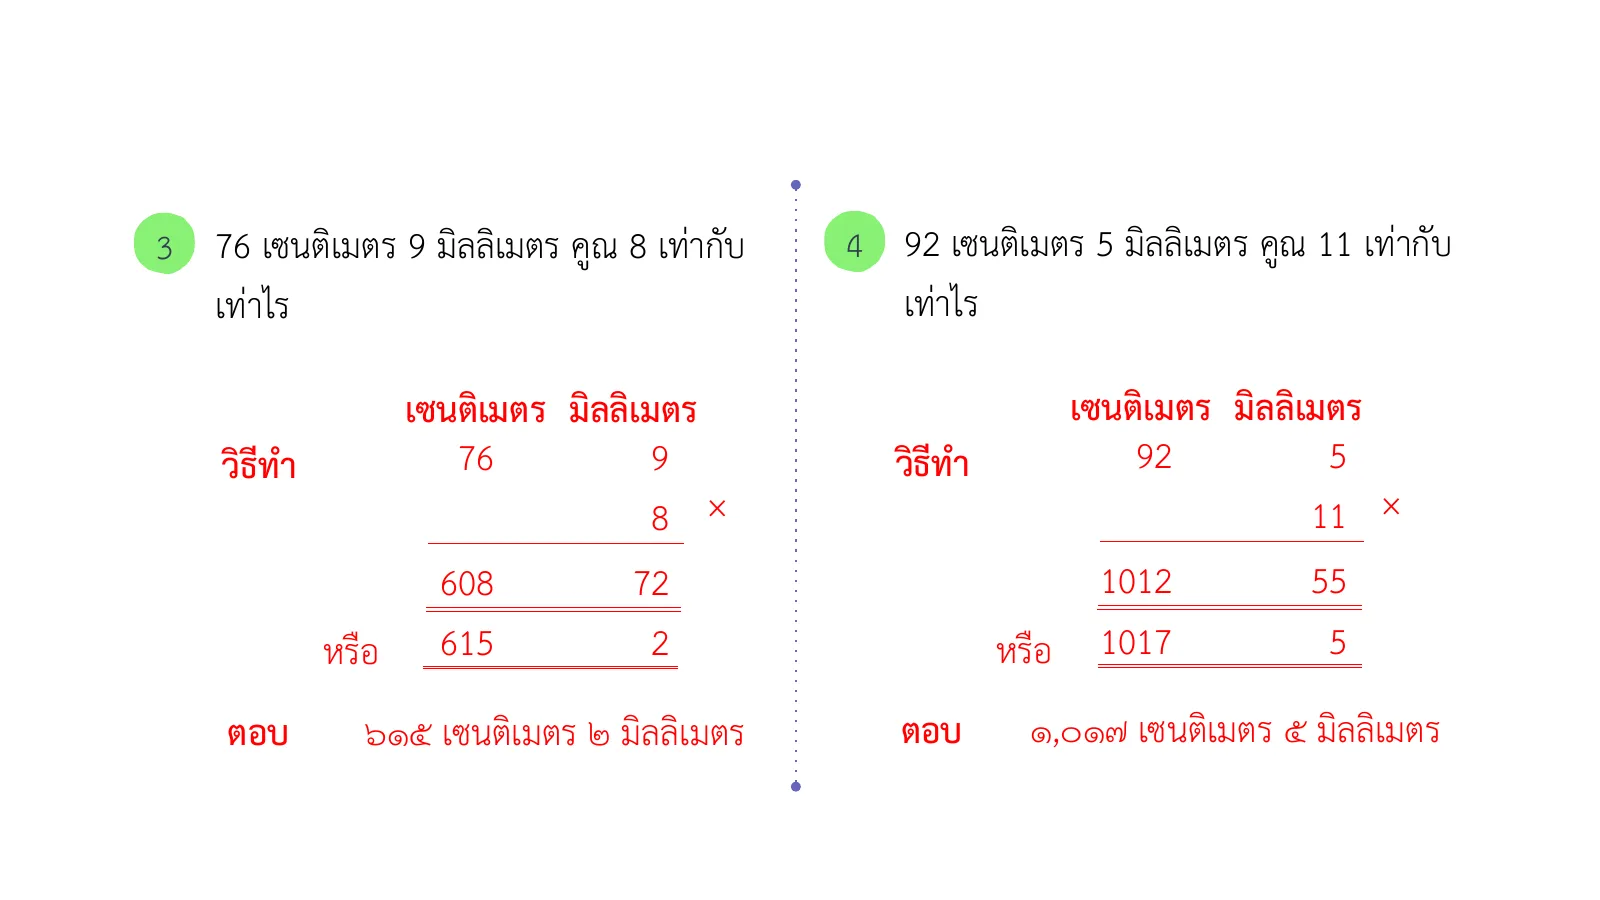 3 76 เซนติเมตร 9 มิลลิเมตร คูณ 8 เท่ากับ
เท่าไร
เซนติเมตร มิลลิเมตร
วิธีทำ 76 9
8 ×
608 72
หรือ 615 2
ตอบ ๖๑๕ เซนติเมตร ๒ มิลลิเมตร
4 92 เซนติเมตร 5 มิลลิเมตร คูณ 11 เท่ากับ
เท่าไร
เซนติเมตร มิลลิเมตร
วิธีทำ 92 5
11 ×
1012 55
หรือ 1017 5
ตอบ ๑,๐๑๗ เซนติเมตร ๕ มิลลิเมตร